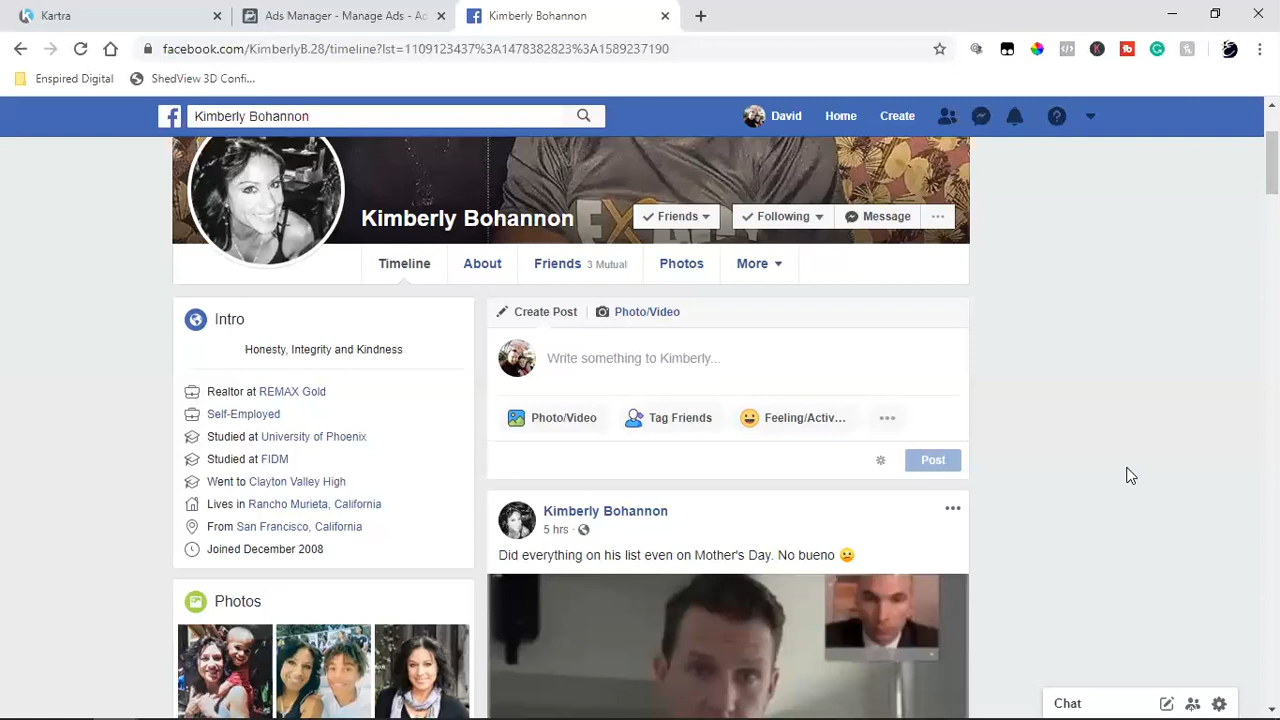 Kartra
Ads Manager - Manage Ads - Ad
Kimberly Bohannon
facebook.com/KimberlyB.28/timeline?lst=1109123437%3A1478382823%3A1589237190
Enspired Digital
ShedView 3D Confi...
Kimberly Bohannon
David
Home
Create
Kimberly Bohannon
Friends
Following
Message
Timeline
About
Friends 3 Mutual
Photos
More
Intro
Honesty, Integrity and Kindness
Realtor at REMAX Gold
Self-Employed
Studied at University of Phoenix
Studied at FIDM
Went to Clayton Valley High
Lives in Rancho Murieta, California
From San Francisco, California
Joined December 2008
Photos
Create Post
Photo/Video
Write something to Kimberly...
Photo/Video
Tag Friends
Feeling/Activ...
Post
Kimberly Bohannon
5 hrs
Did everything on his list even on Mother's Day. No bueno 😕
Chat